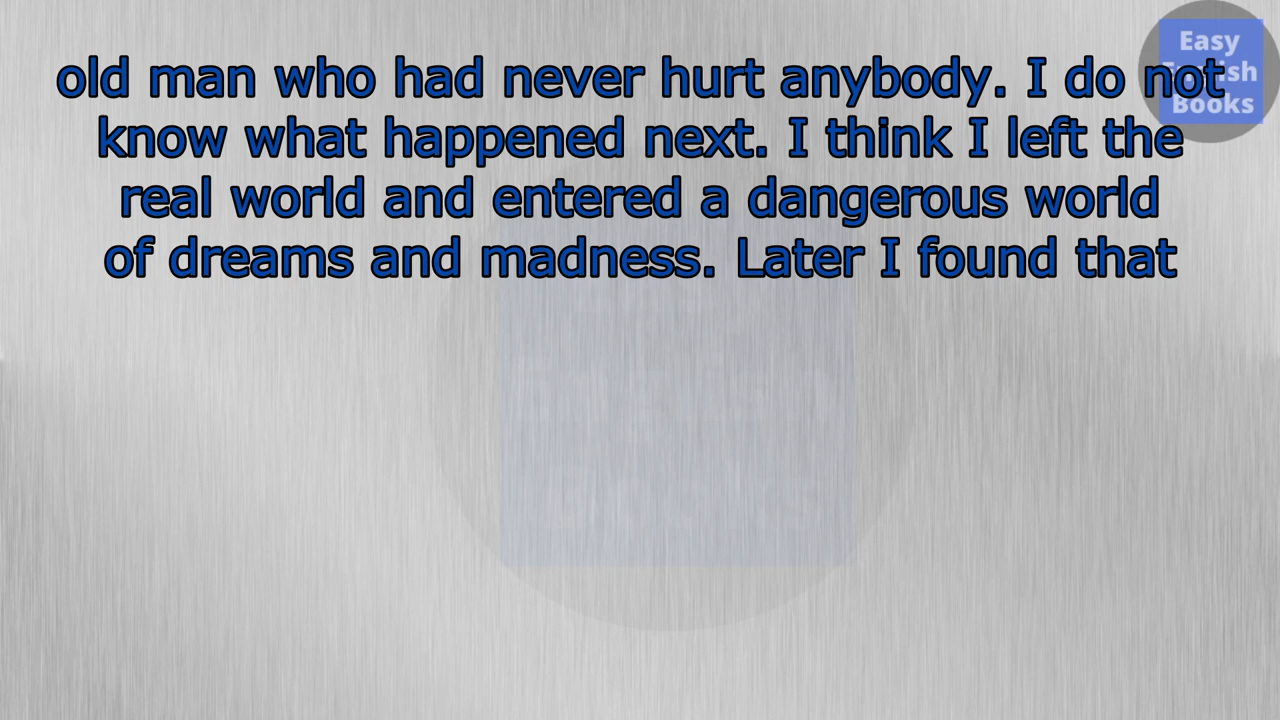 old man who had never hurt anybody. I do not
know what happened next. I think I left the
real world and entered a dangerous world
of dreams and madness. Later I found that
Easy
English
Books